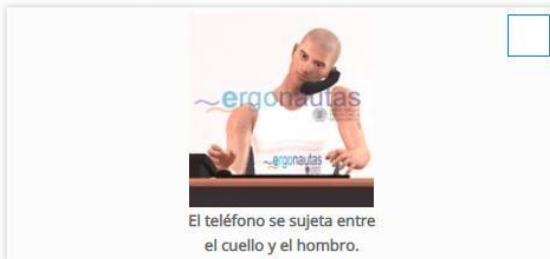 ergonautas
ergonautas
El teléfono se sujeta entre
el cuello y el hombro.